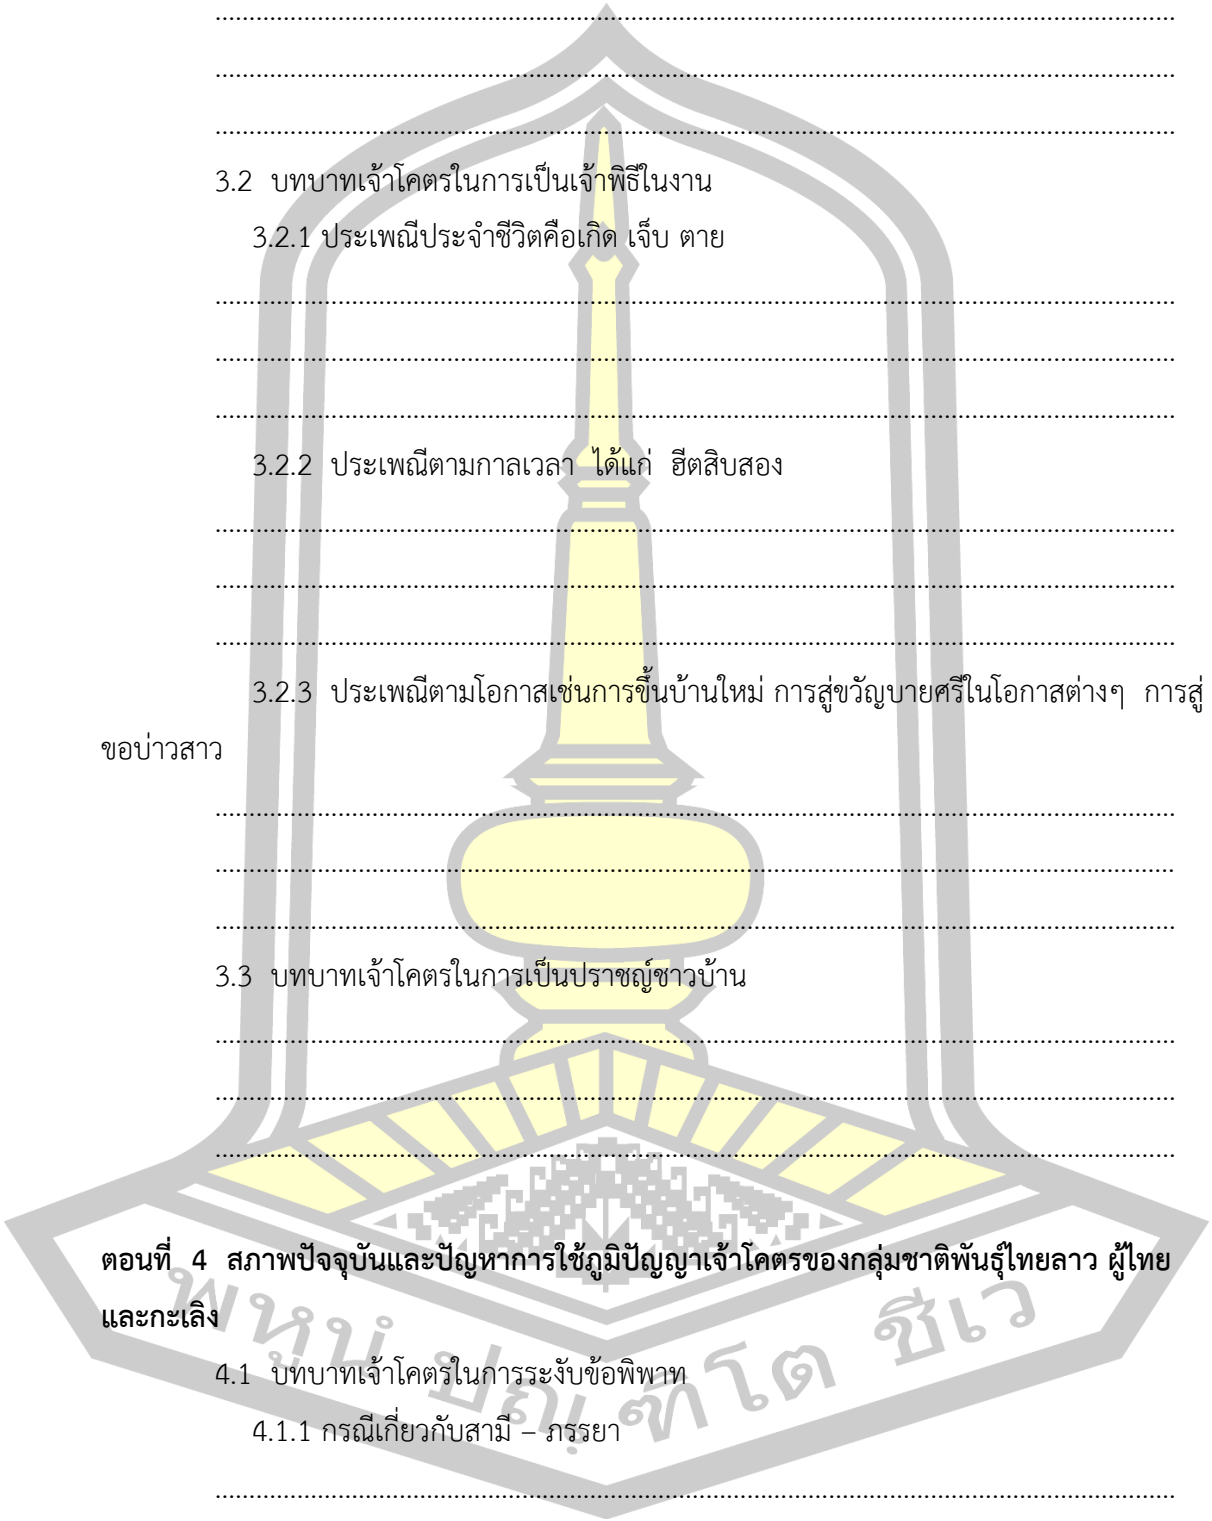 ................................................................................................................................
................................................................................................................................
................................................................................................................................
3.2 บทบาทเจ้าโคตรในการเป็นเจ้าพิธีในงาน
3.2.1 ประเพณีประจำชีวิตคือเกิด เจ็บ ตาย
................................................................................................................................
................................................................................................................................
................................................................................................................................
3.2.2 ประเพณีตามกาลเวลา ได้แก่ ฮีตสิบสอง
................................................................................................................................
................................................................................................................................
................................................................................................................................
3.2.3 ประเพณีตามโอกาสเช่นการขึ้นบ้านใหม่ การสู่ขวัญบายศรีในโอกาสต่างๆ การสู่
ขอบ่าวสาว
................................................................................................................................
................................................................................................................................
................................................................................................................................
3.3 บทบาทเจ้าโคตรในการเป็นปราชญ์ชาวบ้าน
................................................................................................................................
................................................................................................................................
................................................................................................................................
ตอนที่ 4 สภาพปัจจุบันและปัญหาการใช้ภูมิปัญญาเจ้าโคตรของกลุ่มชาติพันธุ์ไทยลาว ผู้ไทย
และกะเลิง
4.1 บทบาทเจ้าโคตรในการระงับข้อพิพาท
4.1.1 กรณีเกี่ยวกับสามี – ภรรยา
................................................................................................................................
พหูนํ ปณฺฑิโต ชีเว